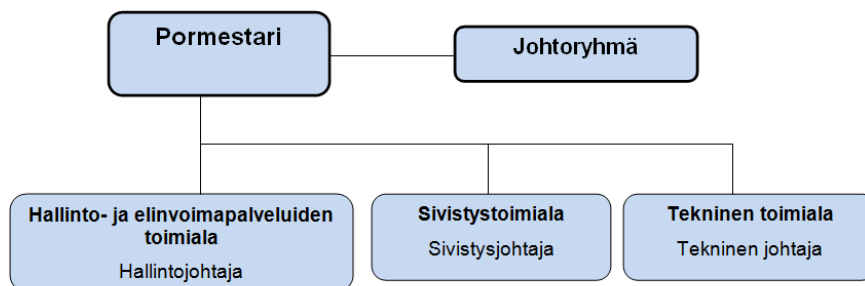 Pormestari
Johtoryhmä
Hallinto- ja elinvoimapalveluiden
toimiala
Hallintojohtaja
Sivistystoimiala
Sivistysjohtaja
Tekninen toimiala
Tekninen johtaja